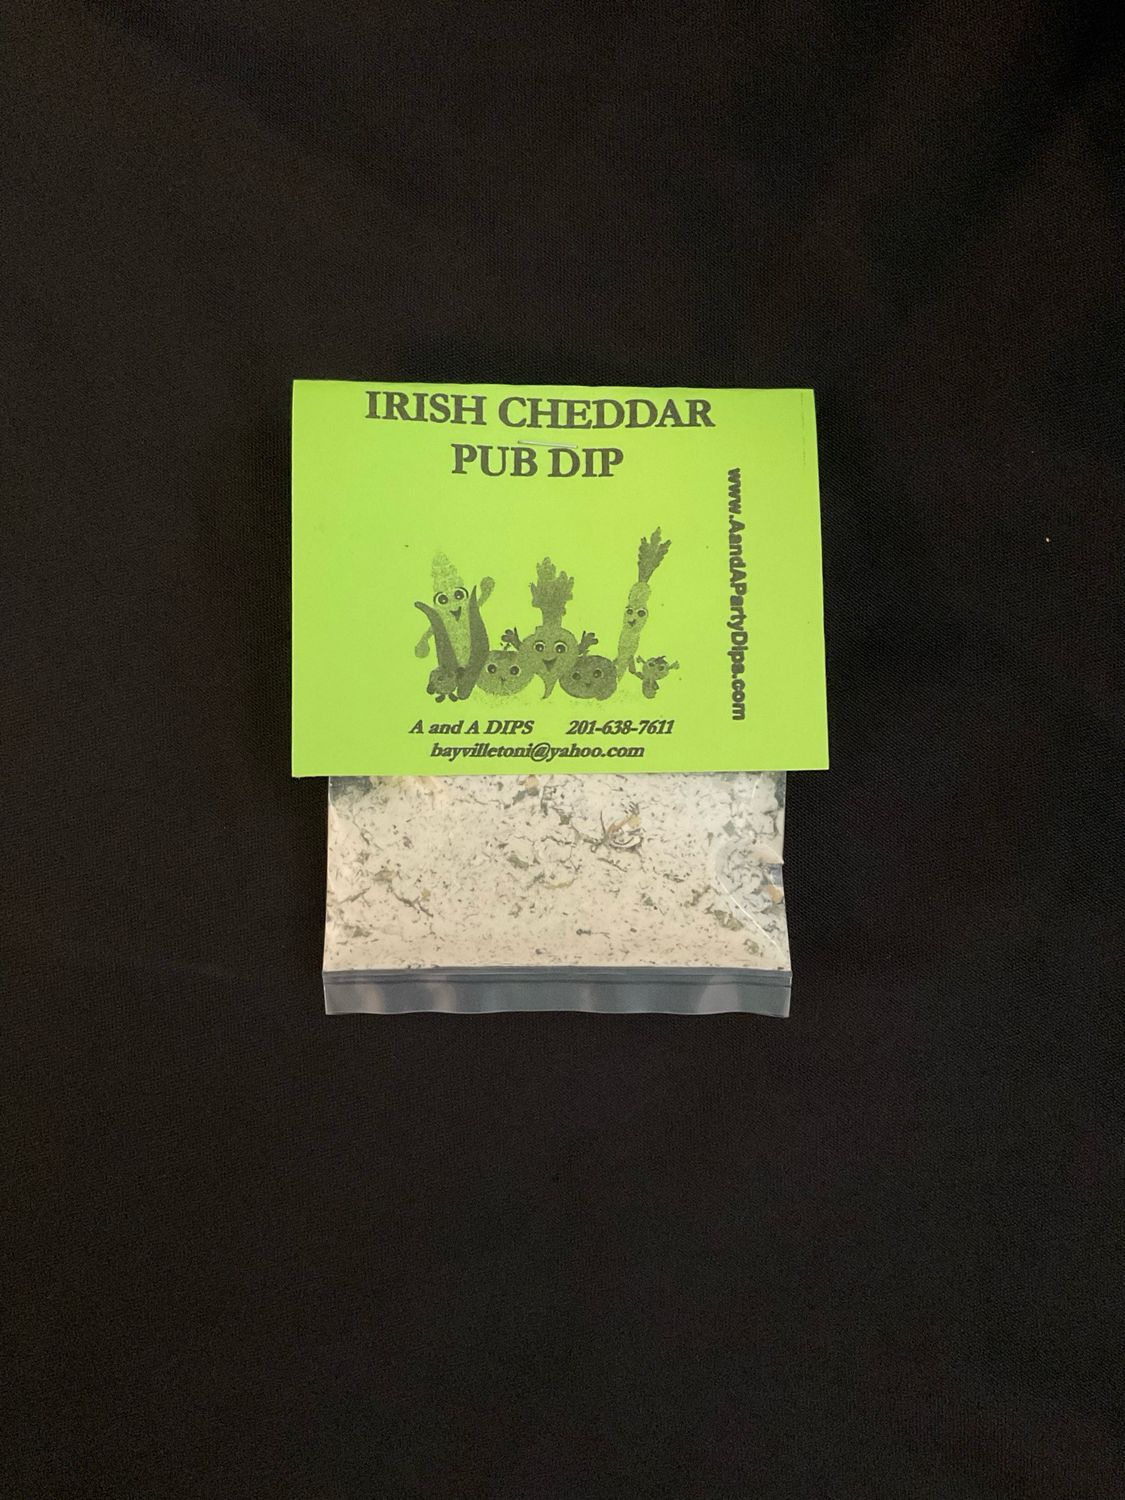 IRISH CHEDDAR
PUB DIP
www.AandAPartyDips.com
A and A DIPS 201-638-7611
bayvilletoni@yahoo.com